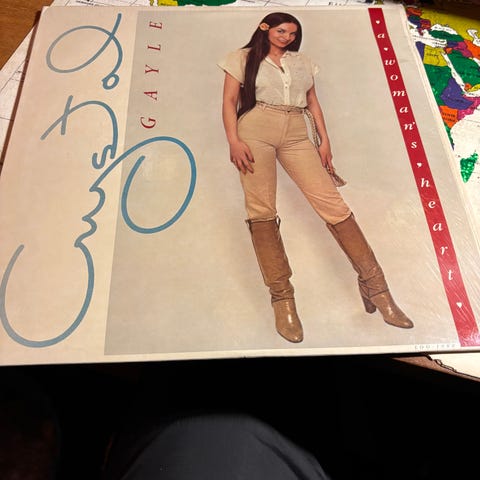 Crystal
GAYLE
a ♥ woman's ♥ heart ♥